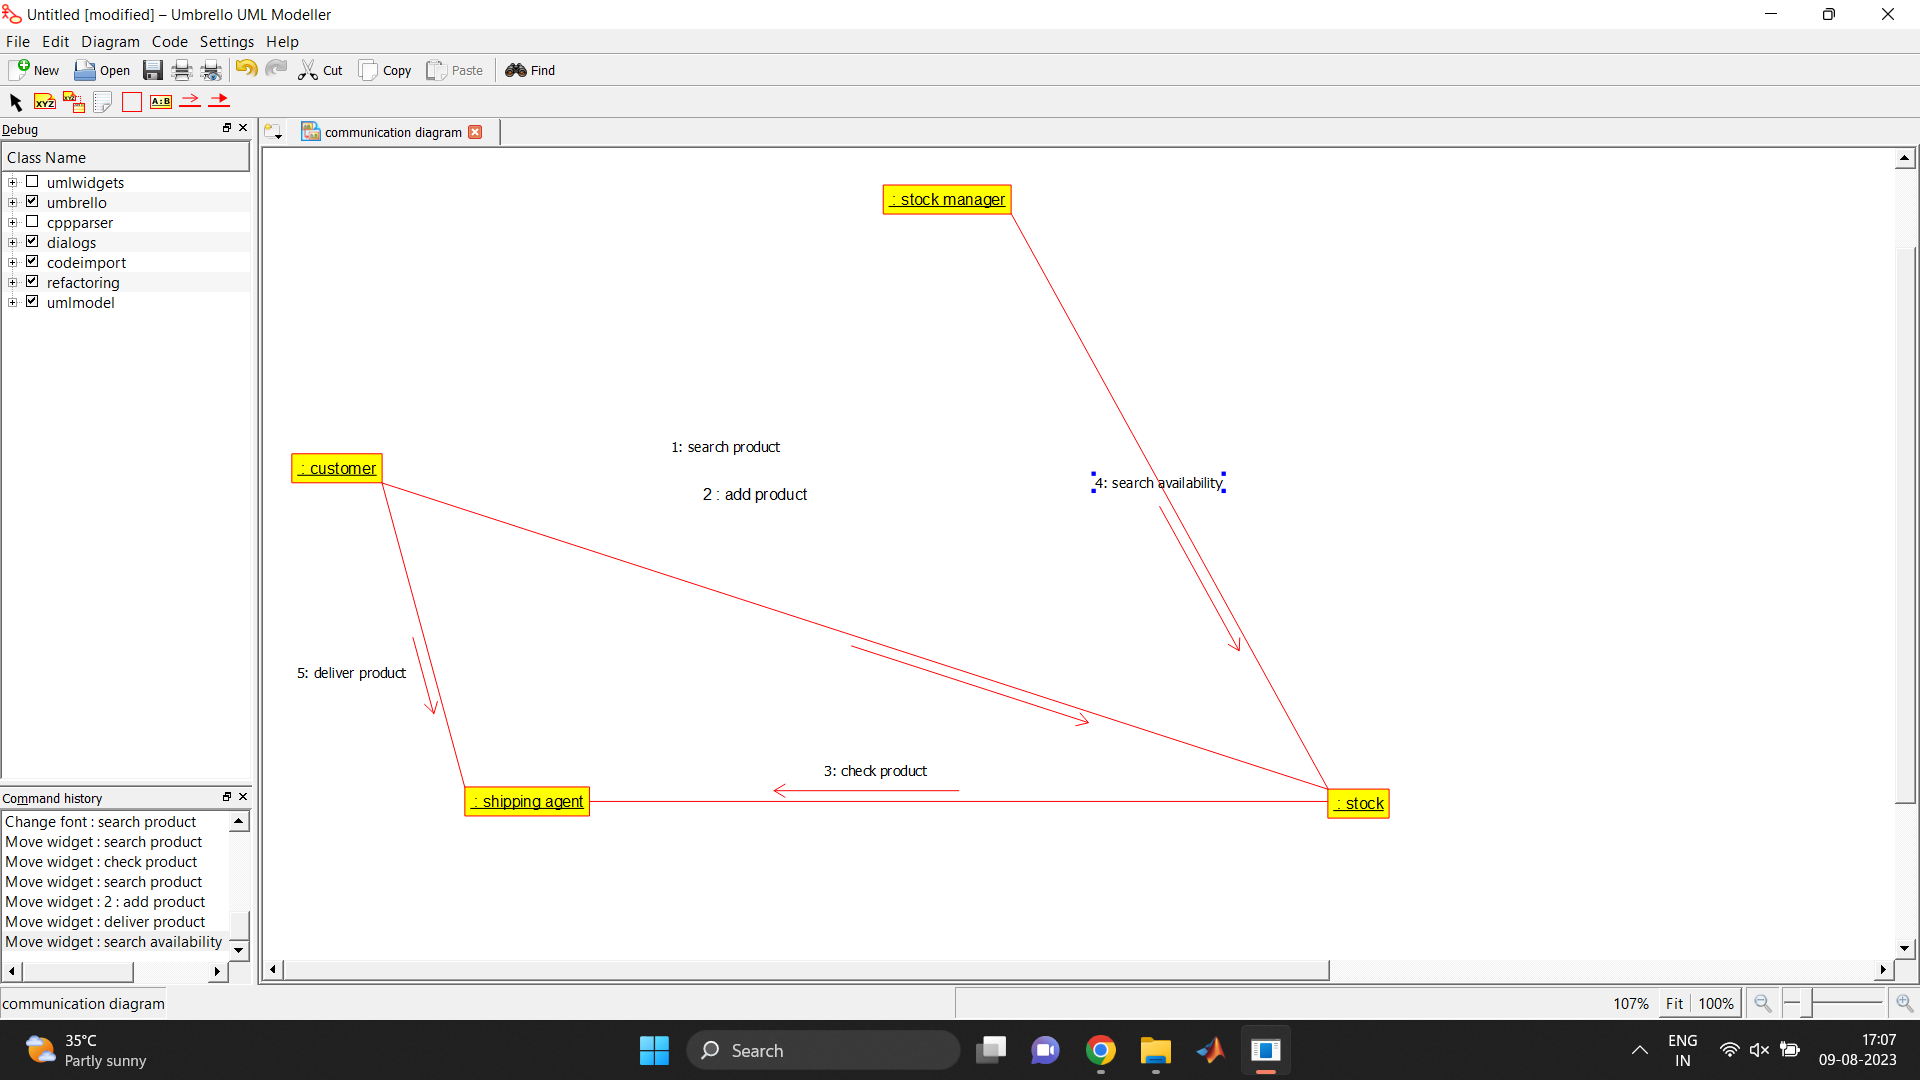 Untitled [modified] – Umbrello UML Modeller
File Edit Diagram Code Settings Help
New Open Cut Copy Paste Find
XYZ XYZ A:B
Debug
communication diagram
Class Name
umlwidgets
umbrello
cppparser
dialogs
codeimport
refactoring
umlmodel
: stock manager
1: search product
: customer
4: search availability
2 : add product
5: deliver product
3: check product
: shipping agent
: stock
Command history
Change font : search product
Move widget : search product
Move widget : check product
Move widget : search product
Move widget : 2 : add product
Move widget : deliver product
Move widget : search availability
communication diagram
107% Fit 100%
35°C
Partly sunny
Search
ENG
IN
17:07
09-08-2023